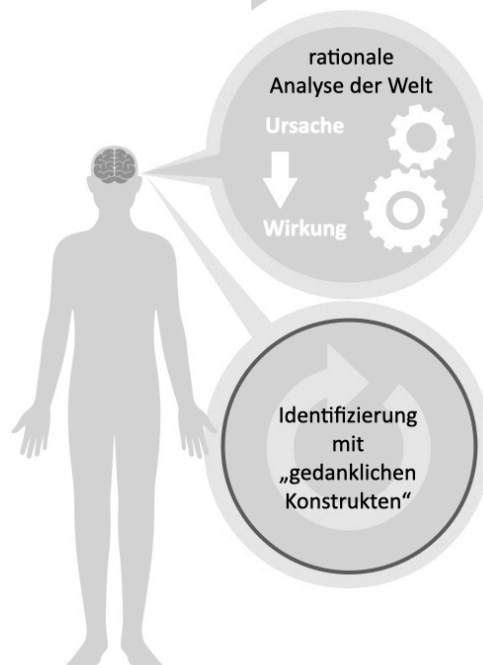 rationale
Analyse der Welt
Ursache
Wirkung
Identifizierung
mit
„gedanklichen
Konstrukten“